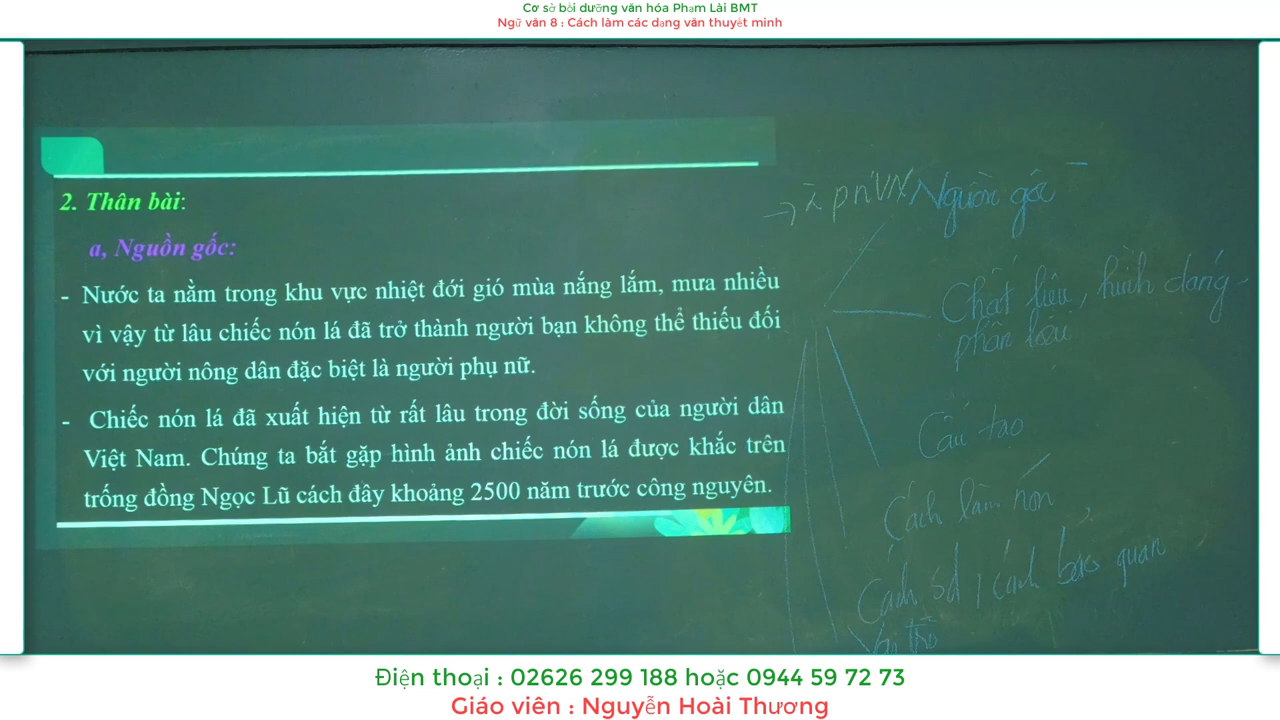 Cơ sở bồi dưỡng văn hóa Phạm Lài BMT
Ngữ văn 8 : Cách làm các dạng văn thuyết minh
2. Thân bài:
a, Nguồn gốc:
- Nước ta nằm trong khu vực nhiệt đới gió mùa nắng lắm, mưa nhiều
vì vậy từ lâu chiếc nón lá đã trở thành người bạn không thể thiếu đối
với người nông dân đặc biệt là người phụ nữ.
- Chiếc nón lá đã xuất hiện từ rất lâu trong đời sống của người dân
Việt Nam. Chúng ta bắt gặp hình ảnh chiếc nón lá được khắc trên
trống đồng Ngọc Lũ cách đây khoảng 2500 năm trước công nguyên.
Nguồn gốc
Chất liệu, hình dáng
phân loại
Cấu tạo
Cách làm nón
Cách sd, cách bảo quản
Điện thoại : 02626 299 188 hoặc 0944 59 72 73
Giáo viên : Nguyễn Hoài Thương